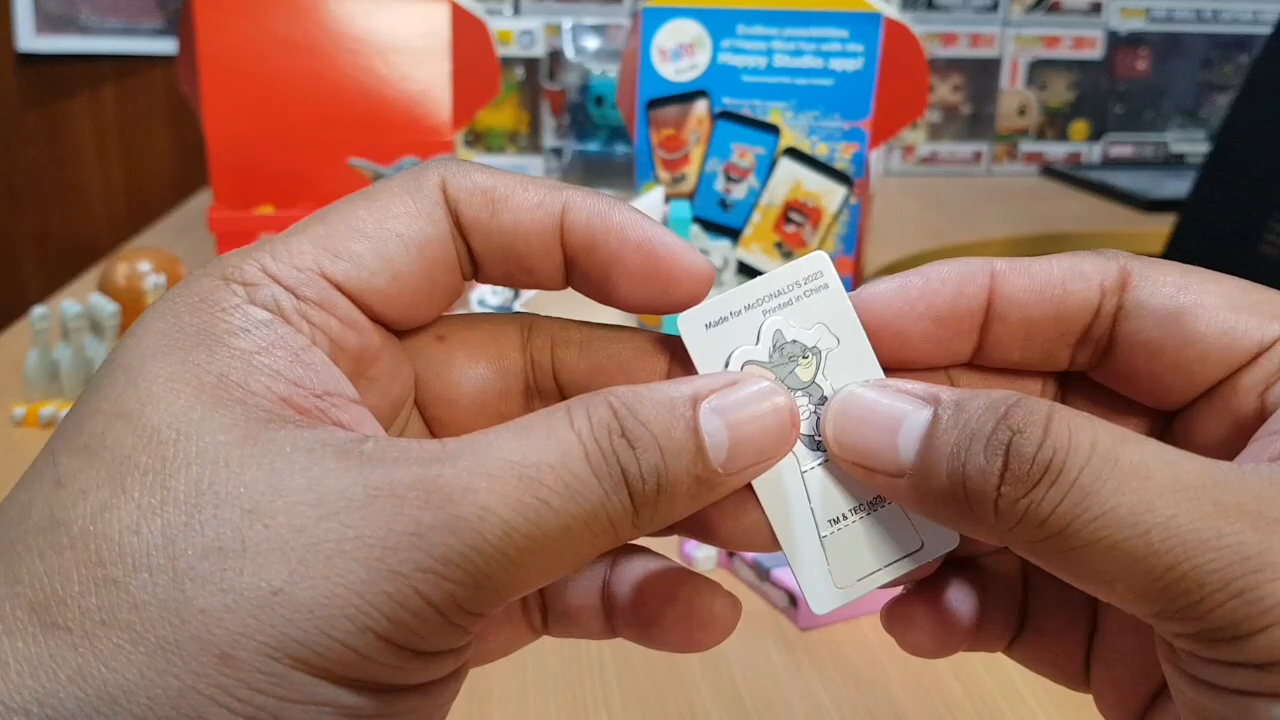 Endless possibilities
of Happy Meal fun with the
Happy Studio app!
Made for McDONALD'S 2023
Printed in China
TM & TEC (s23)